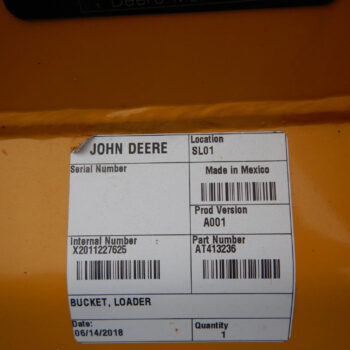 JOHN DEERE
Location
SL01
Serial Number
Made in Mexico
Prod Version
A001
Internal Number
X2011227625
Part Number
AT413236
BUCKET, LOADER
Date:
06/14/2018
Quantity
1